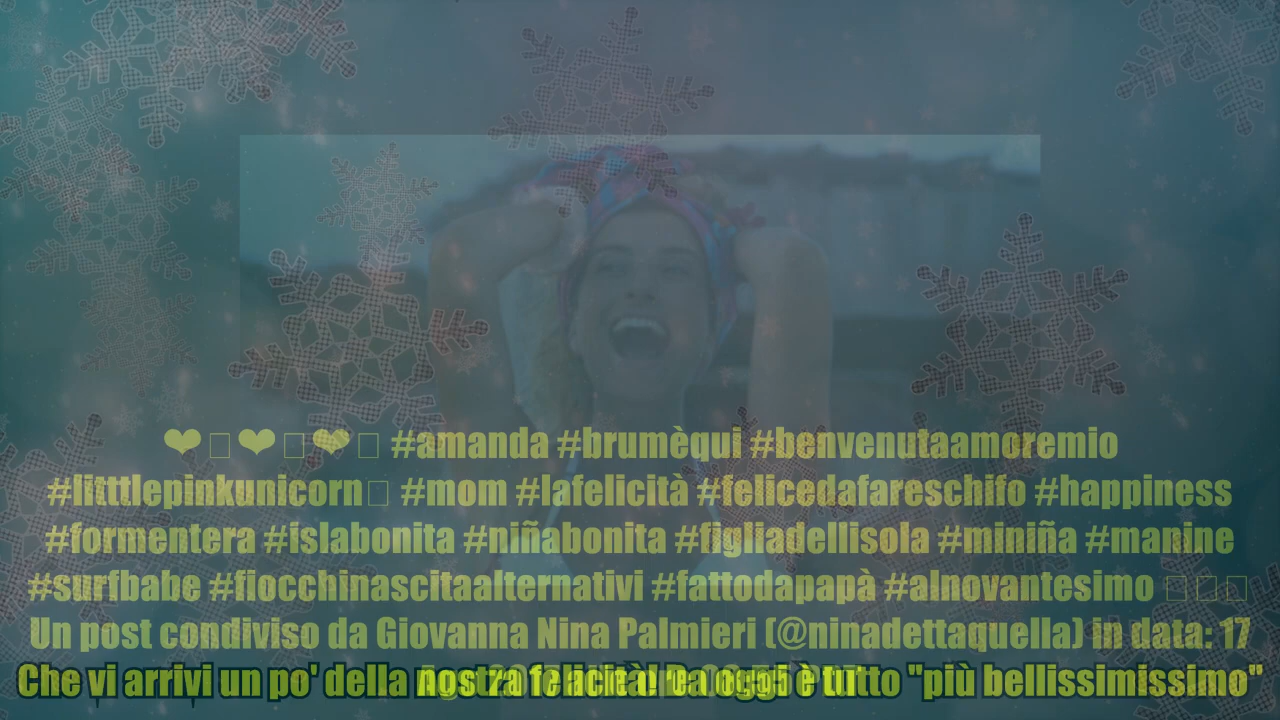 ❤ ❤ ❤ #amanda #brumèqui #benvenutaamoremio
#litttlepinkunicorn #mom #lafelicità #felicedafareschifo #happiness
#formentera #islabonita #niñabonita #figliadellisola #miniña #manine
#surfbabe #fiocchinascitaalternativi #fattodapapà #alnovantesimo
Un post condiviso da Giovanna Nina Palmieri (@ninadettaquella) in data: 17
Che vi arrivi un po' della nostra felicità! Da oggi è tutto "più bellissimissimo"